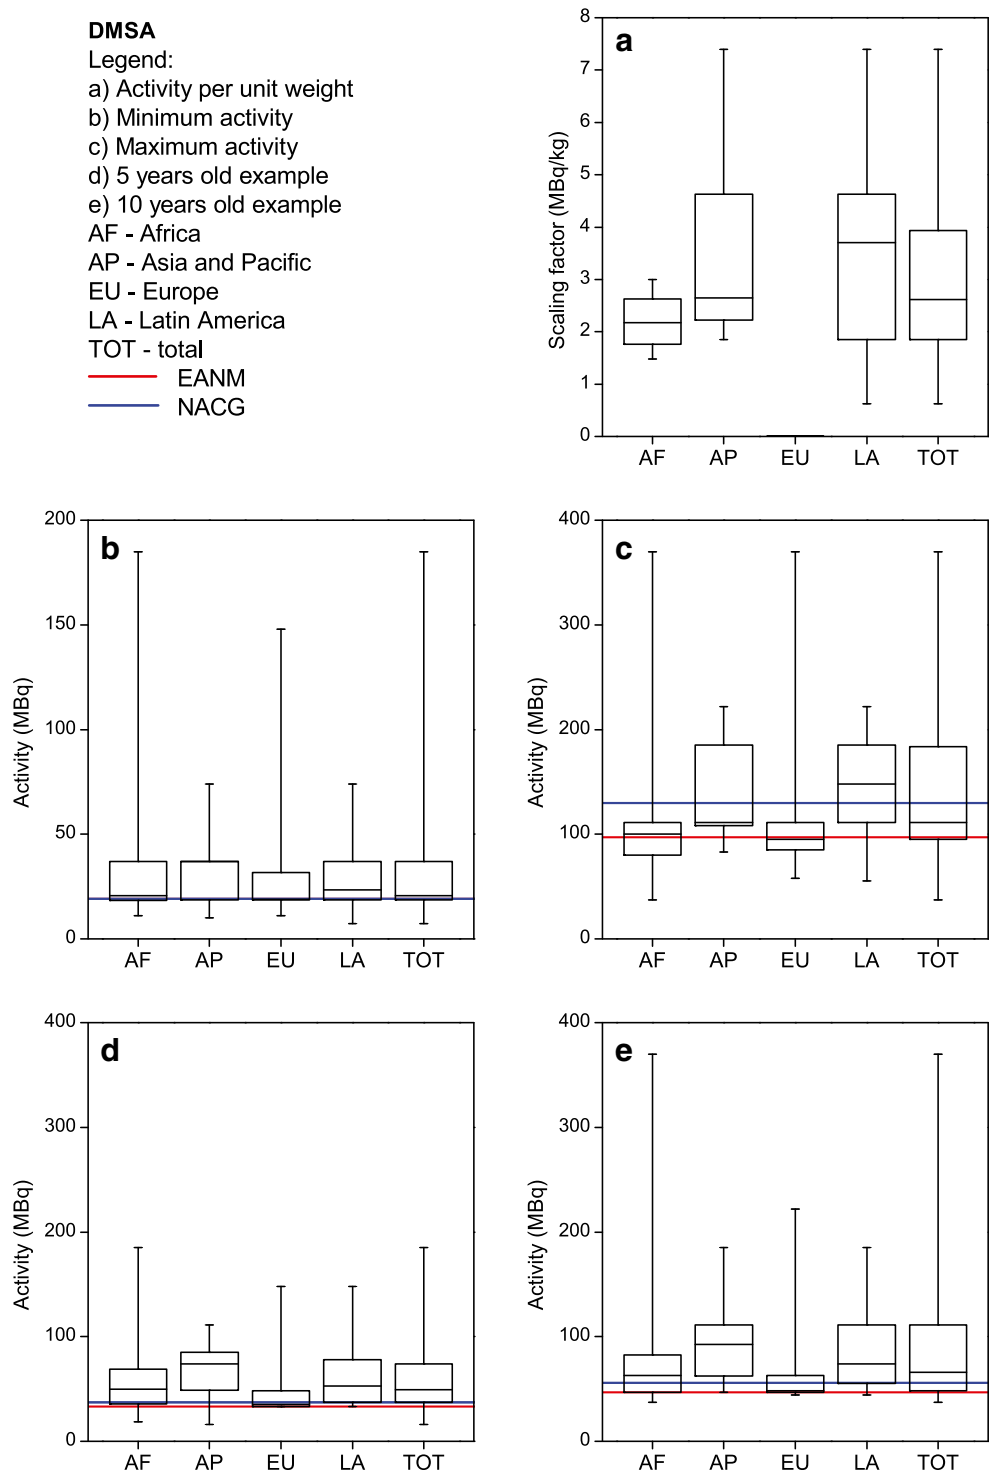 DMSA
Legend:
a) Activity per unit weight
b) Minimum activity
c) Maximum activity
d) 5 years old example
e) 10 years old example
AF - Africa
AP - Asia and Pacific
EU - Europe
LA - Latin America
TOT - total
EANM
NACG
a
Scaling factor (MBq/kg)
8
7
6
5
4
3
2
1
0
AF AP EU LA TOT
b
Activity (MBq)
200
150
100
50
0
AF AP EU LA TOT
c
Activity (MBq)
400
300
200
100
0
AF AP EU LA TOT
d
Activity (MBq)
400
300
200
100
0
AF AP EU LA TOT
e
Activity (MBq)
400
300
200
100
0
AF AP EU LA TOT